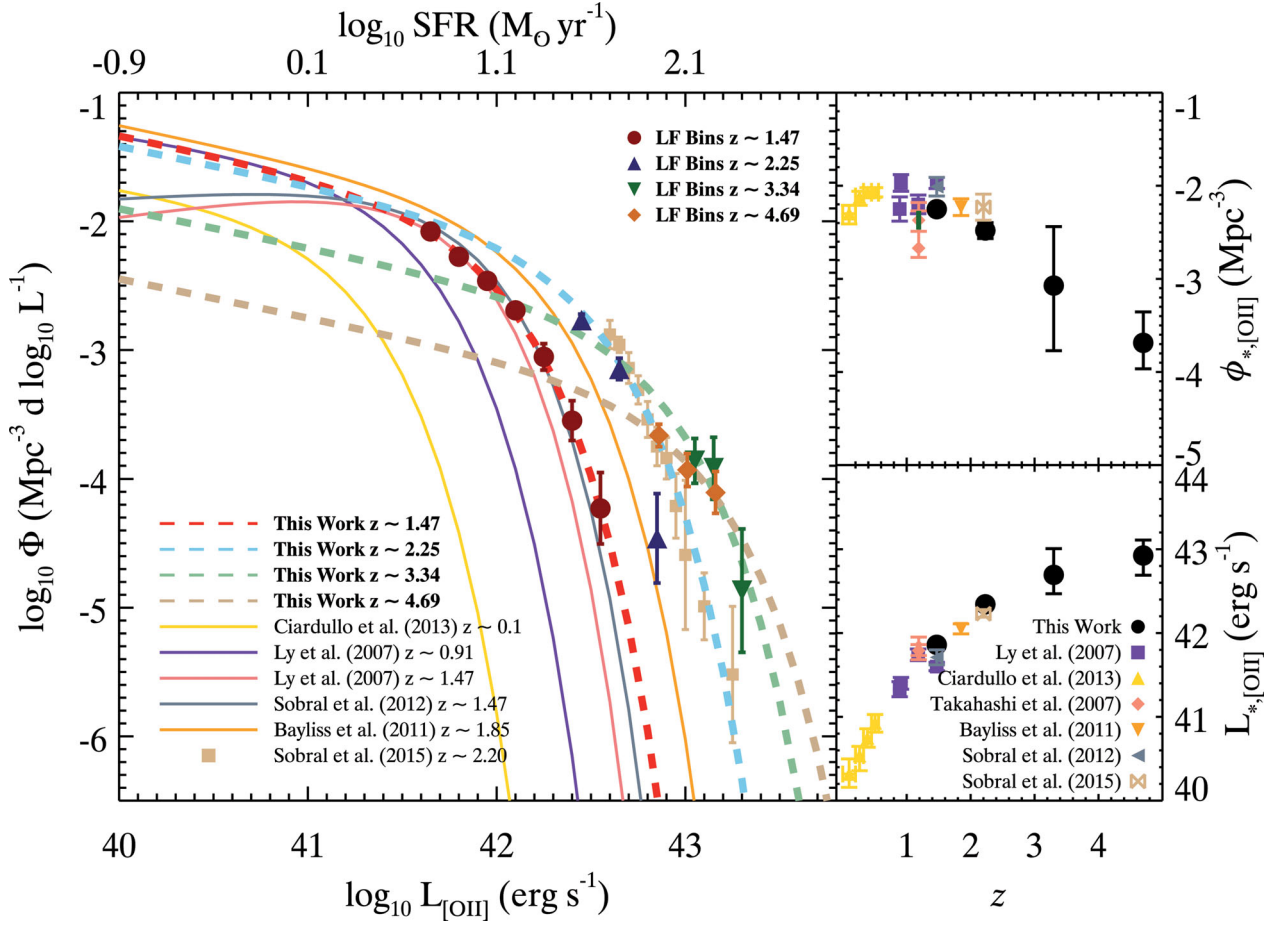 log₁₀ SFR (M_⊙ yr⁻¹)
-0.9 0.1 1.1 2.1
log₁₀ Φ (Mpc⁻³ d log₁₀ L⁻¹)
-1
-2
-3
-4
-5
-6
LF Bins z ~ 1.47
LF Bins z ~ 2.25
LF Bins z ~ 3.34
LF Bins z ~ 4.69
This Work z ~ 1.47
This Work z ~ 2.25
This Work z ~ 3.34
This Work z ~ 4.69
Ciardullo et al. (2013) z ~ 0.1
Ly et al. (2007) z ~ 0.91
Ly et al. (2007) z ~ 1.47
Sobral et al. (2012) z ~ 1.47
Bayliss et al. (2011) z ~ 1.85
Sobral et al. (2015) z ~ 2.20
40 41 42 43
log₁₀ L_[OII] (erg s⁻¹)
-1
-2
-3
-4
-5
ϕ_*,[OII] (Mpc⁻³)
44
43
42
41
40
L_*,[OII] (erg s⁻¹)
This Work
Ly et al. (2007)
Ciardullo et al. (2013)
Takahashi et al. (2007)
Bayliss et al. (2011)
Sobral et al. (2012)
Sobral et al. (2015)
1 2 3 4
z